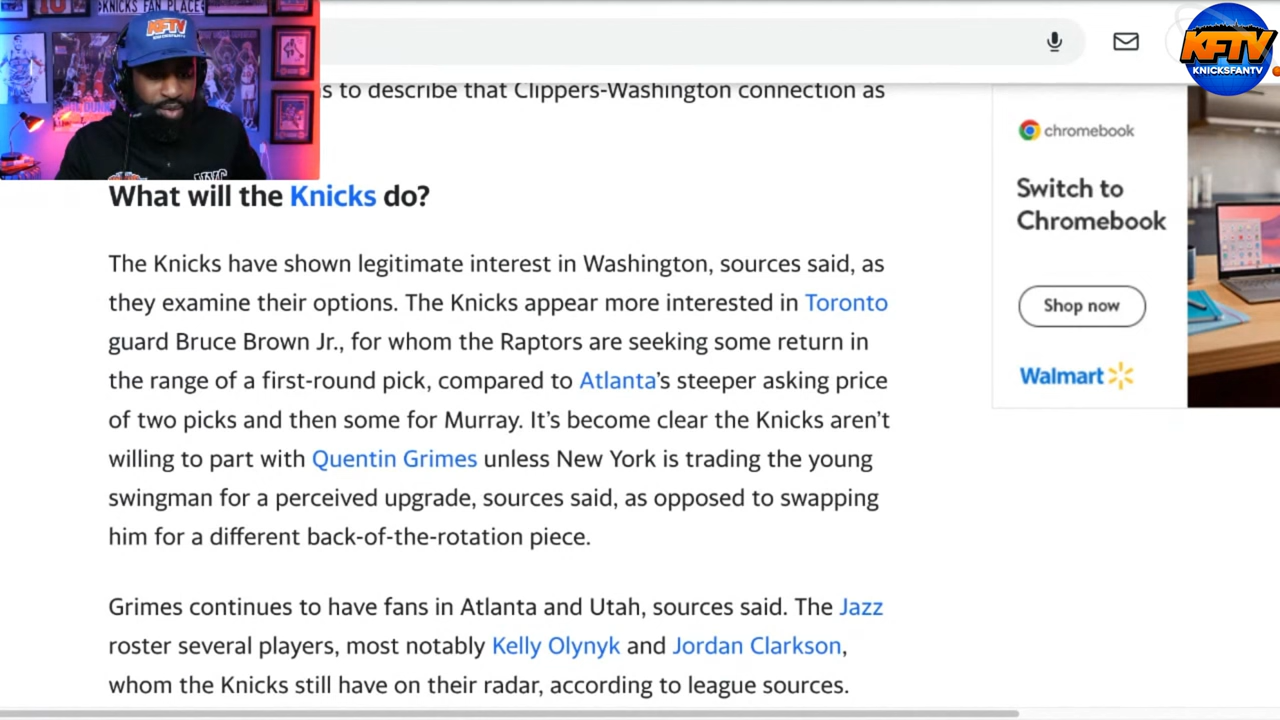 KNICKS FAN PLACE
KFTV
KFTV
KNICKSFANTV
s to describe that Clippers-Washington connection as
What will the Knicks do?
The Knicks have shown legitimate interest in Washington, sources said, as
they examine their options. The Knicks appear more interested in Toronto
guard Bruce Brown Jr., for whom the Raptors are seeking some return in
the range of a first-round pick, compared to Atlanta's steeper asking price
of two picks and then some for Murray. It's become clear the Knicks aren't
willing to part with Quentin Grimes unless New York is trading the young
swingman for a perceived upgrade, sources said, as opposed to swapping
him for a different back-of-the-rotation piece.
Grimes continues to have fans in Atlanta and Utah, sources said. The Jazz
roster several players, most notably Kelly Olynyk and Jordan Clarkson,
whom the Knicks still have on their radar, according to league sources.
chromebook
Switch to
Chromebook
Shop now
Walmart